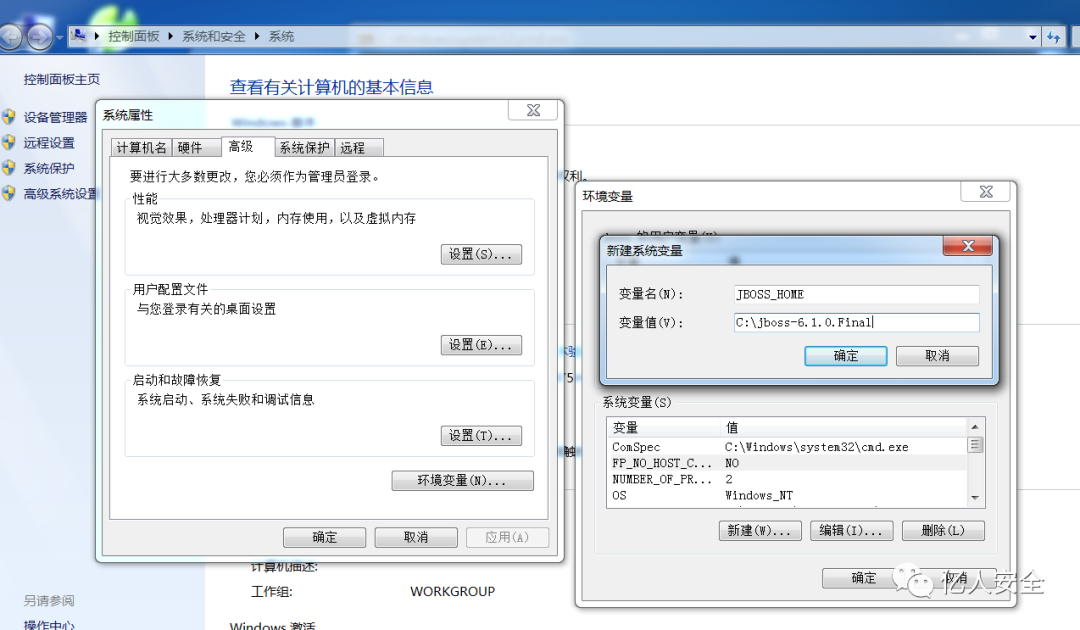 控制面板 系统和安全 系统
控制面板主页
设备管理器
远程设置
系统保护
高级系统设置
另请参阅
操作中心
查看有关计算机的基本信息
系统属性
计算机名 硬件 高级 系统保护 远程
要进行大多数更改，您必须作为管理员登录。
性能
视觉效果，处理器计划，内存使用，以及虚拟内存
设置(S)...
用户配置文件
与您登录有关的桌面设置
设置(E)...
启动和故障恢复
系统启动、系统失败和调试信息
设置(T)...
环境变量(N)...
确定 取消 应用(A)
计算机描述:
工作组: WORKGROUP
Windows 激活
权利。
环境变量
新建系统变量
变量名(N): JBOSS_HOME
变量值(V): C:\jboss-6.1.0.Final
确定 取消
系统变量(S)
变量 值
ComSpec C:\Windows\system32\cmd.exe
FP_NO_HOST_C... NO
NUMBER_OF_PR... 2
OS Windows_NT
新建(W)... 编辑(I)... 删除(L)
确定 取消
亿人安全